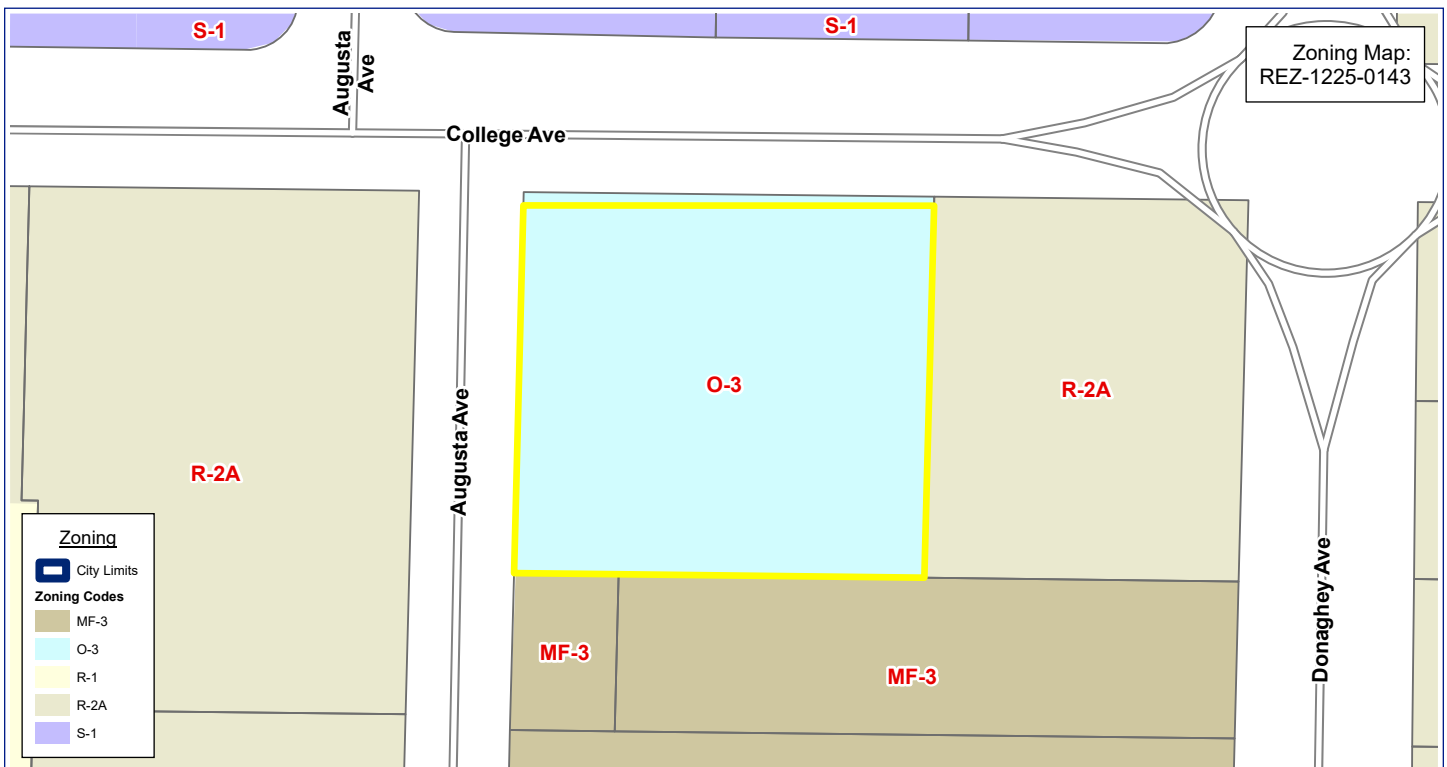 S-1
S-1
Zoning Map:
REZ-1225-0143
Augusta
Ave
College Ave
O-3
R-2A
R-2A
Augusta Ave
MF-3
MF-3
Donaghey Ave
Zoning
City Limits
Zoning Codes
MF-3
O-3
R-1
R-2A
S-1